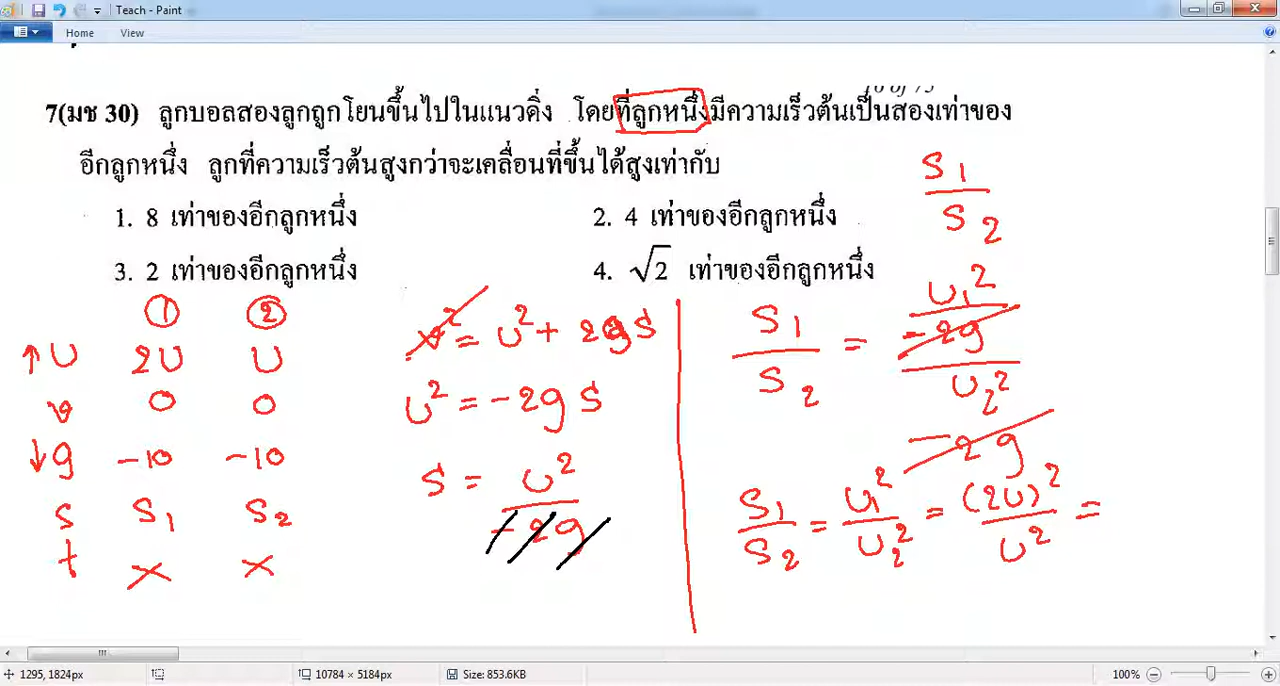 Teach - Paint
Home View
7(มช 30) ลูกบอลสองลูกถูกโยนขึ้นไปในแนวดิ่ง โดยที่ลูกหนึ่งมีความเร็วต้นเป็นสองเท่าของ
อีกลูกหนึ่ง ลูกที่ความเร็วต้นสูงกว่าจะเคลื่อนที่ขึ้นได้สูงเท่ากับ
1. 8 เท่าของอีกลูกหนึ่ง 2. 4 เท่าของอีกลูกหนึ่ง
3. 2 เท่าของอีกลูกหนึ่ง 4. √2 เท่าของอีกลูกหนึ่ง
① ②
↑u 2u u
v 0 0
↓g -10 -10
s s₁ s₂
t × ×
v² = u² + 2gs
u² = -2gs
s = u² / -2g
s₁ / s₂
s₁ / s₂ = u₁² / -2g / u₂² / -2g
s₁ / s₂ = u₁² / u₂² = (2u)² / u² =
1295, 1824px 10784 × 5184px Size: 853.6KB 100%